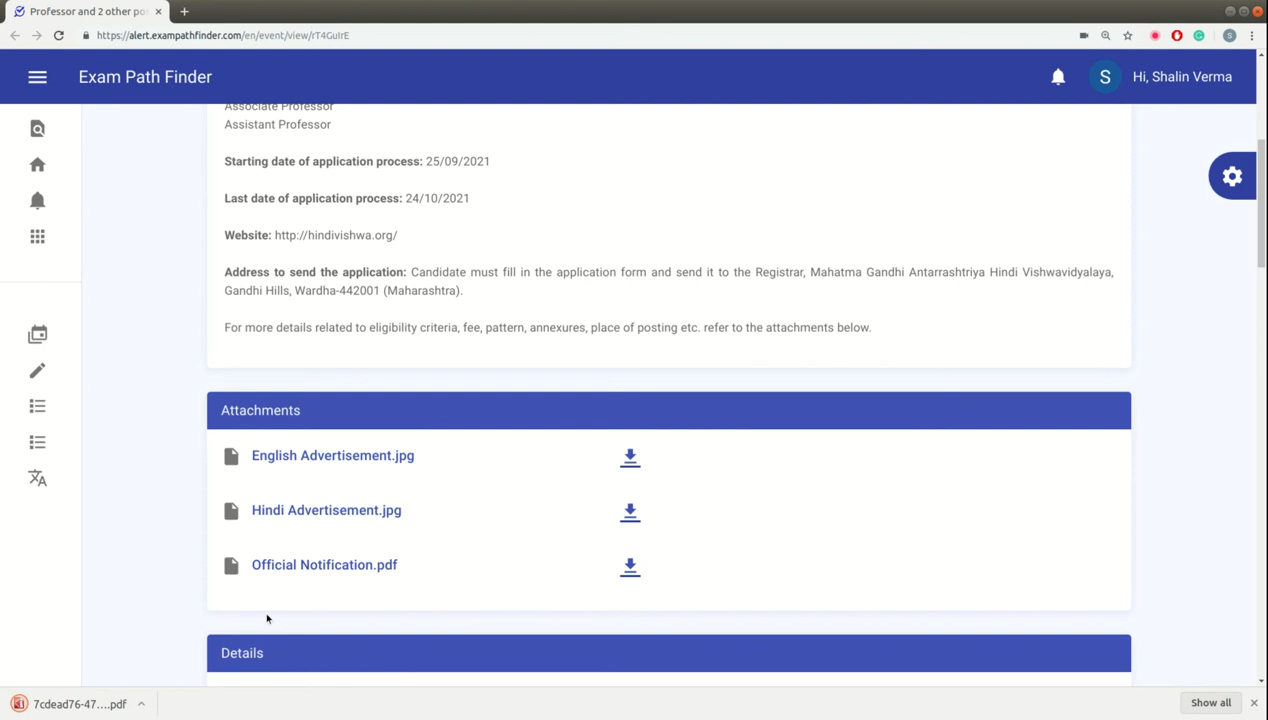 Professor and 2 other po
https://alert.exampathfinder.com/en/event/view/rT4GuIrE
S
Exam Path Finder
S
Hi, Shalin Verma
Associate Professor
Assistant Professor
Starting date of application process: 25/09/2021
Last date of application process: 24/10/2021
Website: http://hindivishwa.org/
Address to send the application: Candidate must fill in the application form and send it to the Registrar, Mahatma Gandhi Antarrashtriya Hindi Vishwavidyalaya,
Gandhi Hills, Wardha-442001 (Maharashtra).
For more details related to eligibility criteria, fee, pattern, annexures, place of posting etc. refer to the attachments below.
Attachments
English Advertisement.jpg
Hindi Advertisement.jpg
Official Notification.pdf
Details
7cdead76-47....pdf
Show all